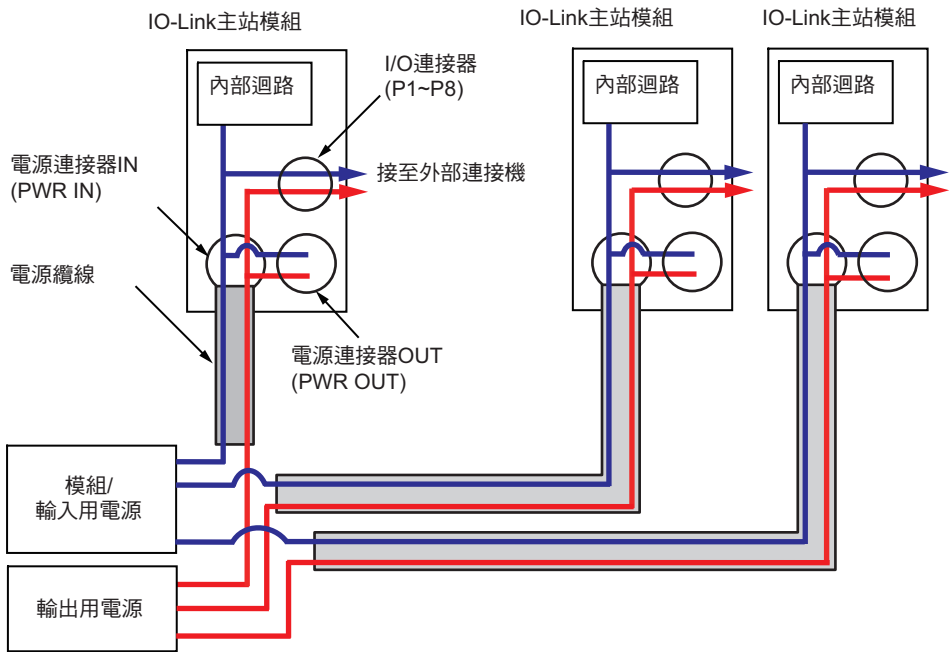 IO-Link主站模組
IO-Link主站模組
IO-Link主站模組
內部迴路
I/O連接器
(P1~P8)
內部迴路
內部迴路
電源連接器IN
(PWR IN)
接至外部連接機
電源纜線
電源連接器OUT
(PWR OUT)
模組/
輸入用電源
輸出用電源